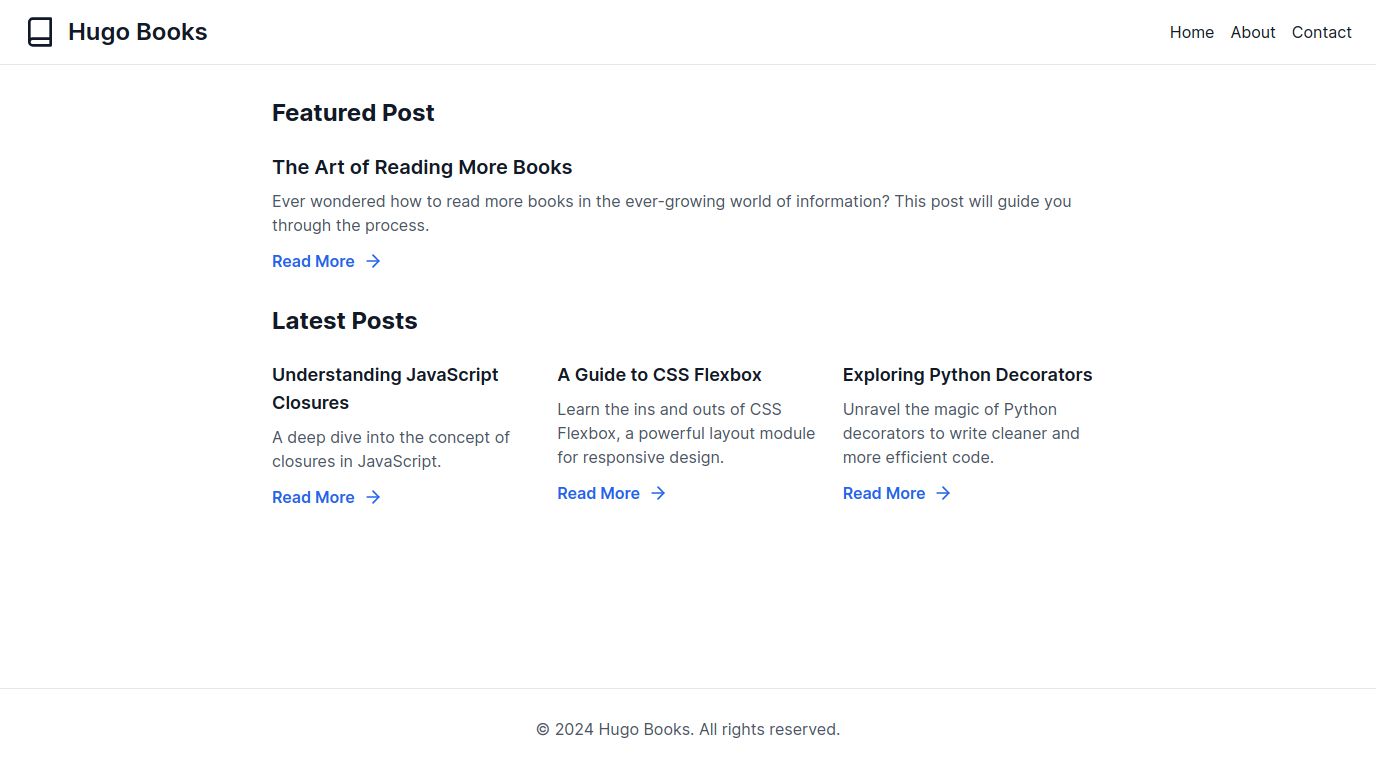 Hugo Books
Home About Contact
Featured Post
The Art of Reading More Books
Ever wondered how to read more books in the ever-growing world of information? This post will guide you
through the process.
Read More
Latest Posts
Understanding JavaScript
Closures
A deep dive into the concept of
closures in JavaScript.
Read More
A Guide to CSS Flexbox
Learn the ins and outs of CSS
Flexbox, a powerful layout module
for responsive design.
Read More
Exploring Python Decorators
Unravel the magic of Python
decorators to write cleaner and
more efficient code.
Read More
© 2024 Hugo Books. All rights reserved.